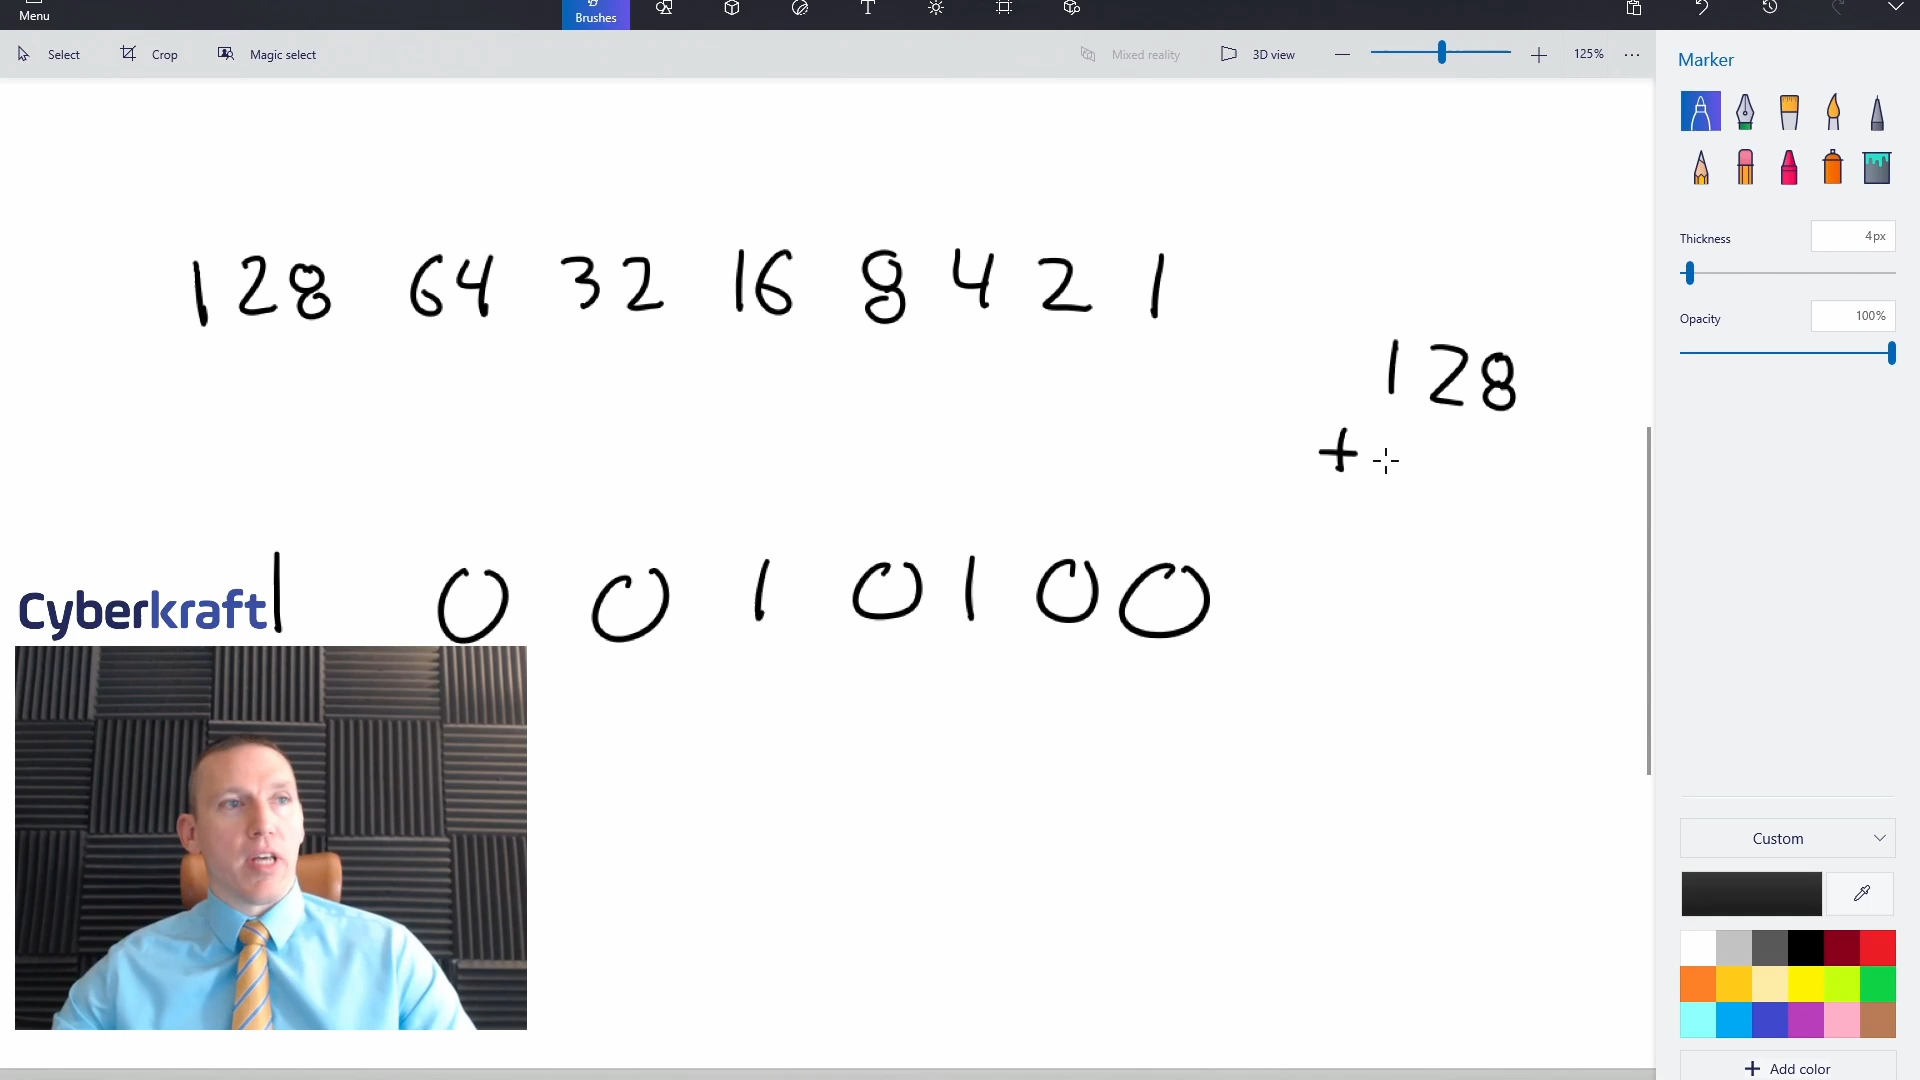 Menu
Brushes
Select Crop Magic select Mixed reality 3D view 125%
Marker
Thickness 4px
Opacity 100%
128 64 32 16 8 4 2 1
128
+
1 0 0 1 0 1 0 0
Cyberkraft
Custom
Add color